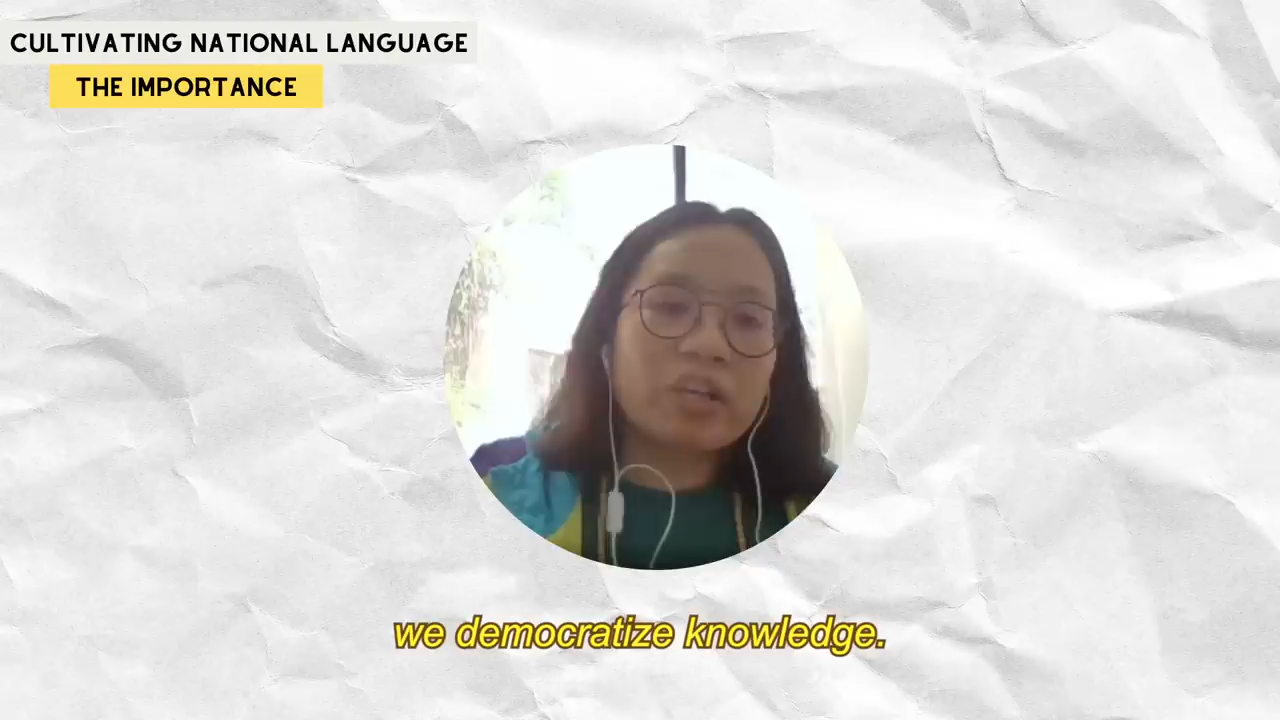 CULTIVATING NATIONAL LANGUAGE
THE IMPORTANCE
we democratize knowledge.